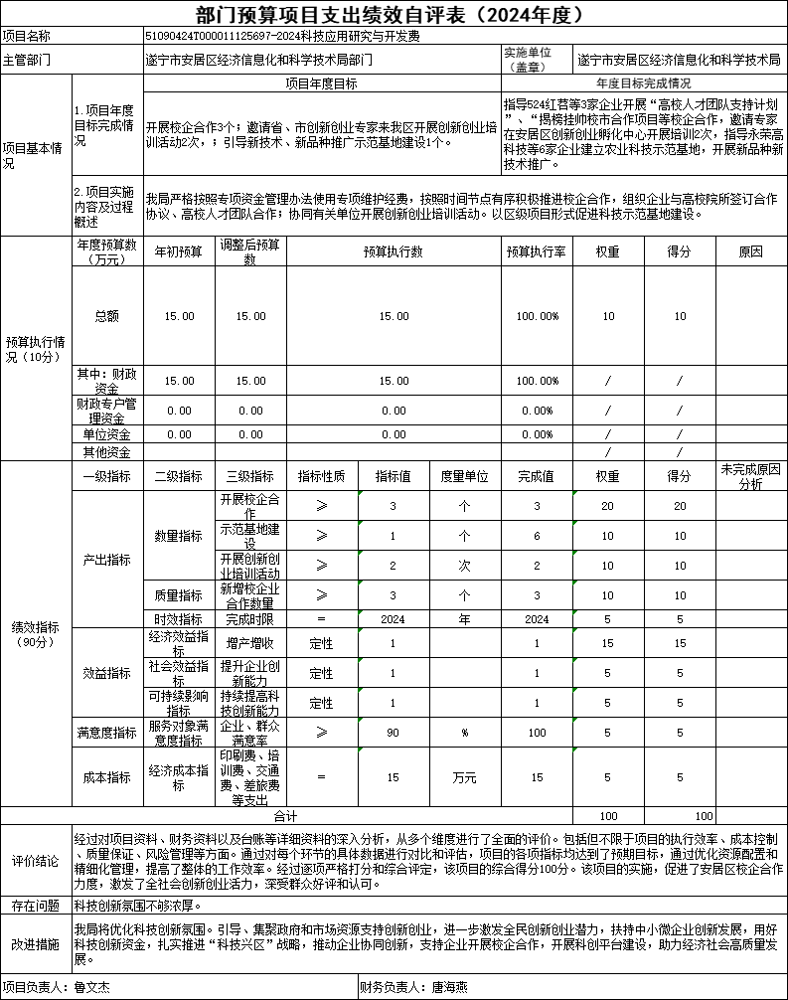 部门预算项目支出绩效自评表（2024年度）
项目名称 51090424T000011125697-2024科技应用研究与开发费
主管部门 遂宁市安居区经济信息化和科学技术局部门 实施单位（盖章） 遂宁市安居区经济信息化和科学技术局
项目基本情况
1.项目年度目标完成情况
项目年度目标 年度目标完成情况
开展校企合作3个；邀请省、市创新创业专家来我区开展创新创业培
训活动2次，；引导新技术、新品种推广示范基地建设1个。
指导524红苕等3家企业开展“高校人才团队支持计划
”、“揭榜挂帅校市合作项目等校企合作，邀请专家
在安居区创新创业孵化中心开展培训2次，指导永荣高
科技等6家企业建立农业科技示范基地，开展新品种新
技术推广。
2.项目实施内容及过程概述
我局严格按照专项资金管理办法使用专项维护经费，按照时间节点有序积极推进校企合作，组织企业与高校院所签订合作
协议、高校人才团队合作；协同有关单位开展创新创业培训活动。以区级项目形式促进科技示范基地建设。
预算执行情况（10分）
年度预算数（万元） 年初预算 调整后预算数 预算执行数 预算执行率 权重 得分 原因
总额 15.00 15.00 15.00 100.00% 10 10
其中：财政资金 15.00 15.00 15.00 100.00% / /
财政专户管理资金 0.00 0.00 0.00 0.00% / /
单位资金 0.00 0.00 0.00 0.00% / /
其他资金 / /
绩效指标（90分）
一级指标 二级指标 三级指标 指标性质 指标值 度量单位 完成值 权重 得分 未完成原因分析
产出指标 数量指标 开展校企合作 ≥ 3 个 3 20 20
示范基地建设 ≥ 1 个 6 10 10
开展创新创业培训活动 ≥ 2 次 2 10 10
质量指标 新增校企业合作数量 ≥ 3 个 3 10 10
时效指标 完成时限 ＝ 2024 年 2024 5 5
效益指标 经济效益指标 增产增收 定性 1 1 15 15
社会效益指标 提升企业创新能力 定性 1 1 5 5
可持续影响指标 持续提高科技创新能力 定性 1 1 5 5
满意度指标 服务对象满意度指标 企业、群众满意率 ≥ 90 % 100 5 5
成本指标 经济成本指标 印刷费、培训费、交通费、差旅费等支出 ＝ 15 万元 15 5 5
合计 100 100
评价结论
经过对项目资料、财务资料以及台账等详细资料的深入分析，从多个维度进行了全面的评价。包括但不限于项目的执行效率、成本控制
、质量保证、风险管理等方面。通过对每个环节的具体数据进行对比和评估，项目的各项指标均达到了预期目标，通过优化资源配置和
精细化管理，提高了整体的工作效率。经过逐项严格打分和综合评定，该项目的综合得分100分。该项目的实施，促进了安居区校企合作
力度，激发了全社会创新创业活力，深受群众好评和认可。
存在问题 科技创新氛围不够浓厚。
改进措施
我局将优化科技创新氛围。引导、集聚政府和市场资源支持创新创业，进一步激发全民创新创业潜力，扶持中小微企业创新发展，用好
科技创新资金，扎实推进“科技兴区”战略，推动企业协同创新，支持企业开展校企合作，开展科创平台建设，助力经济社会高质量发
展。
项目负责人：鲁文杰 财务负责人：唐海燕